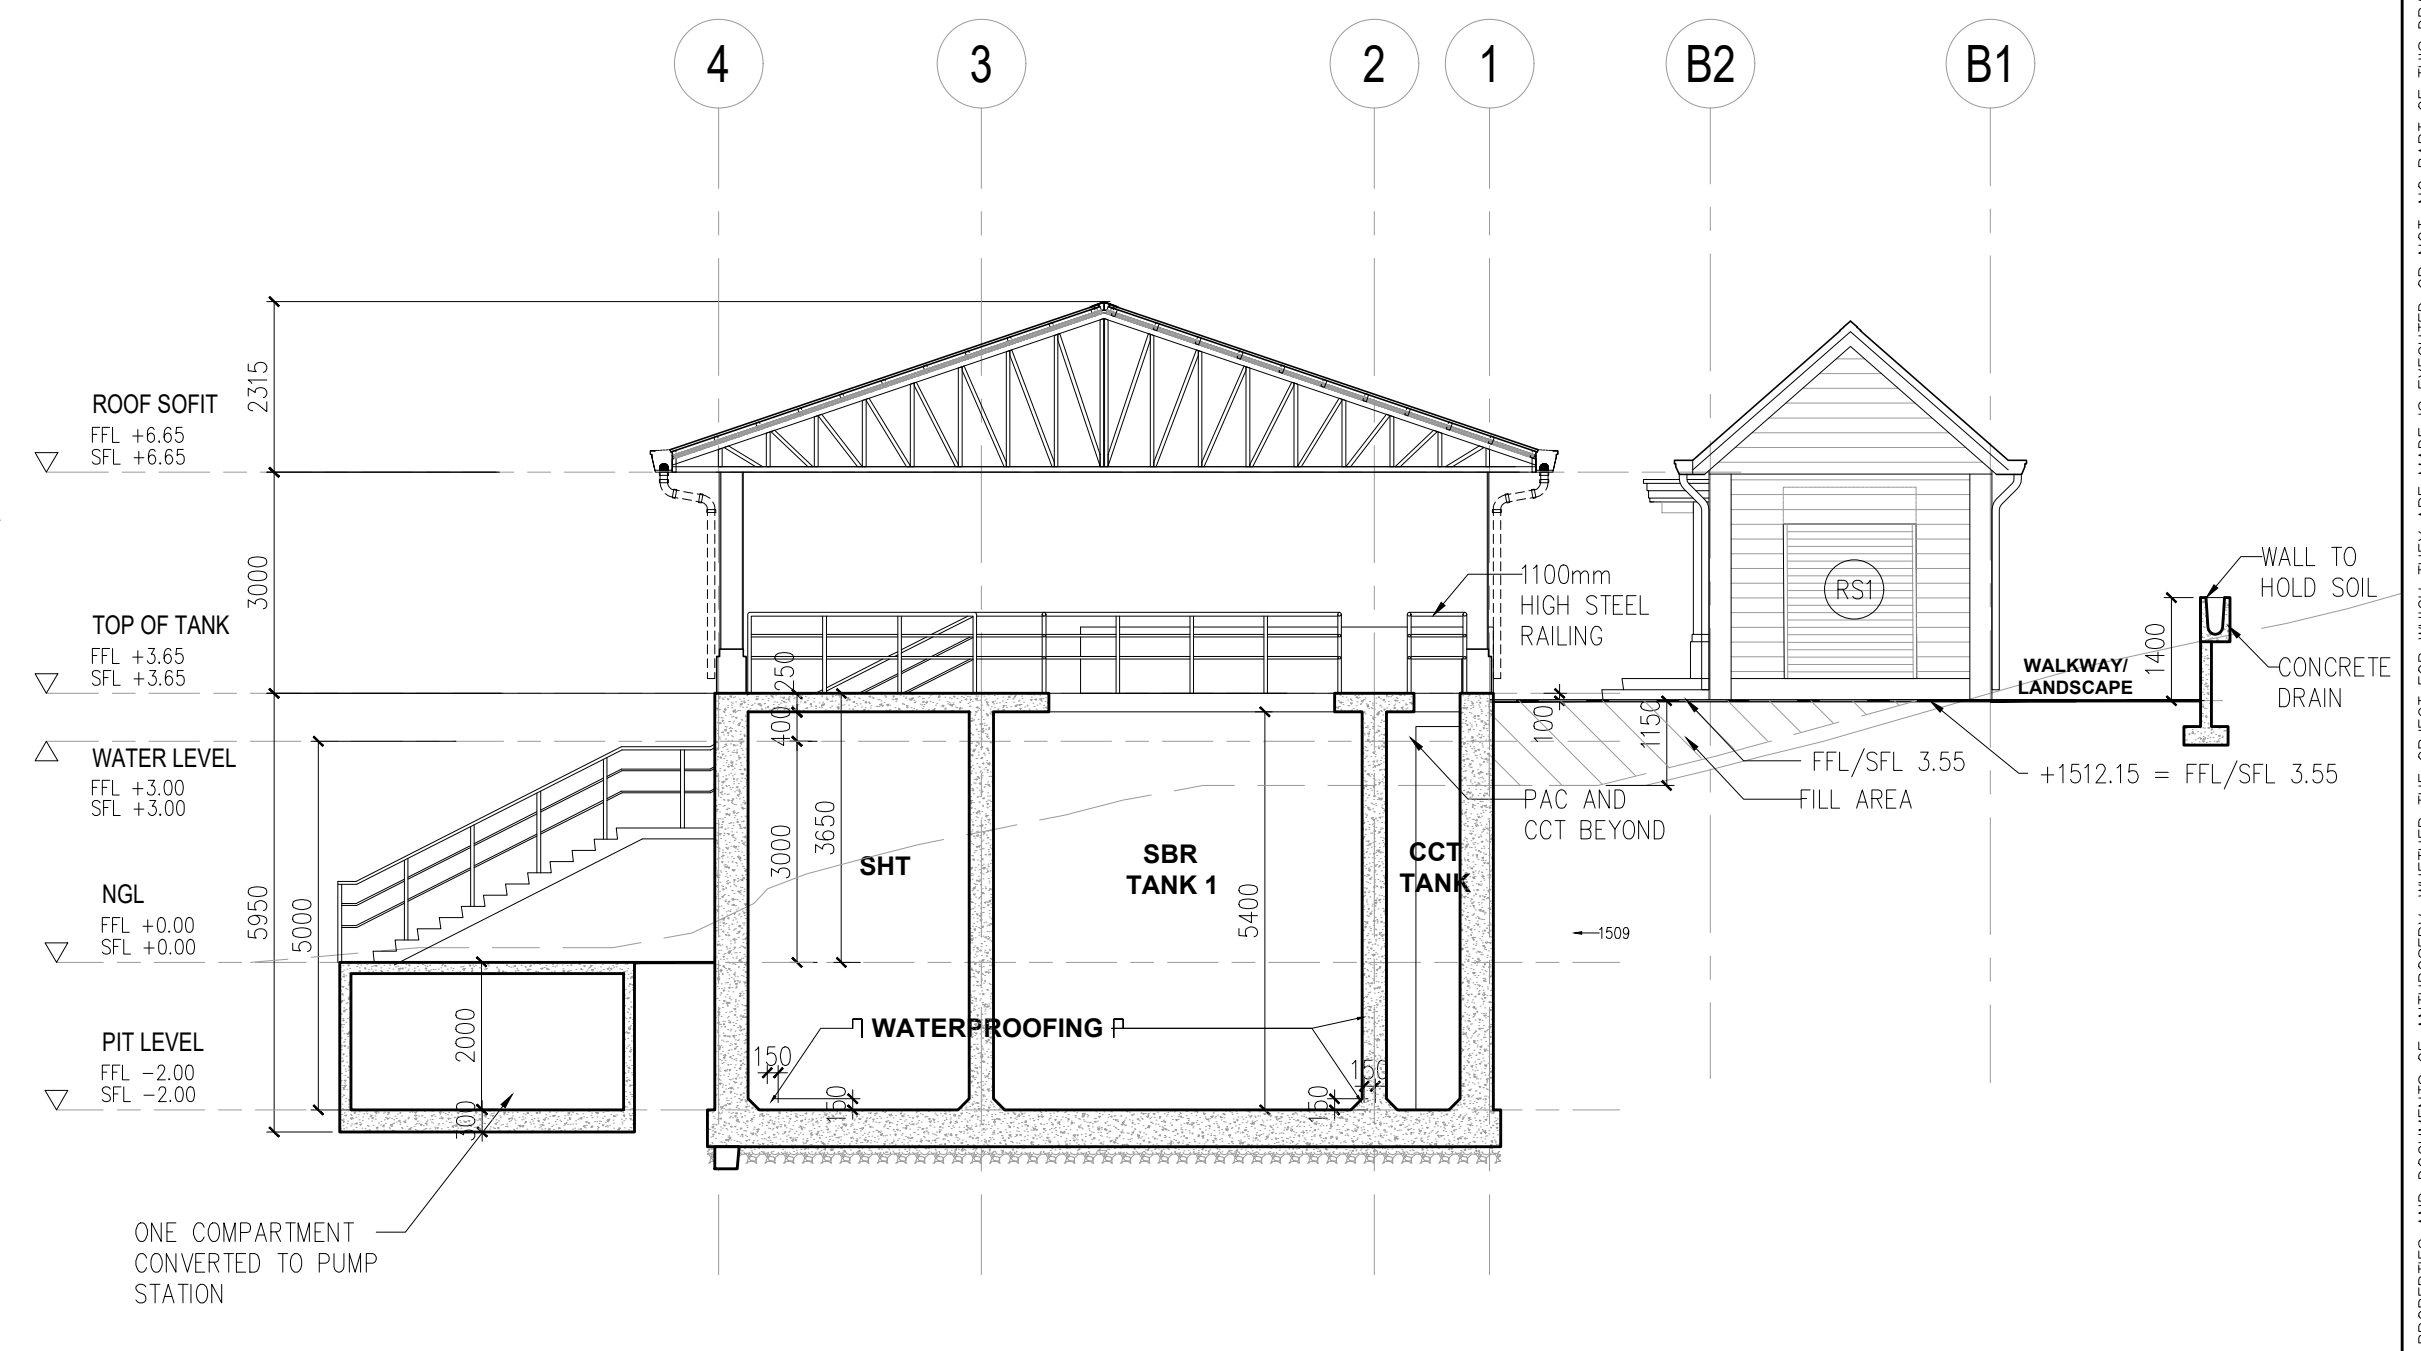 4
3
2
1
B2
B1
2315
ROOF SOFIT
FFL +6.65
SFL +6.65
3000
TOP OF TANK
FFL +3.65
SFL +3.65
WATER LEVEL
FFL +3.00
SFL +3.00
NGL
FFL +0.00
SFL +0.00
5950
5000
PIT LEVEL
FFL -2.00
SFL -2.00
2000
300
ONE COMPARTMENT
CONVERTED TO PUMP
STATION
250
400
3000
3650
SHT
SBR
TANK 1
5400
CCT
TANK
WATERPROOFING
150
150
150
150
1100mm
HIGH STEEL
RAILING
100
1150
PAC AND
CCT BEYOND
1509
RS1
FFL/SFL 3.55
FILL AREA
+1512.15 = FFL/SFL 3.55
WALKWAY/
LANDSCAPE
1400
WALL TO
HOLD SOIL
CONCRETE
DRAIN